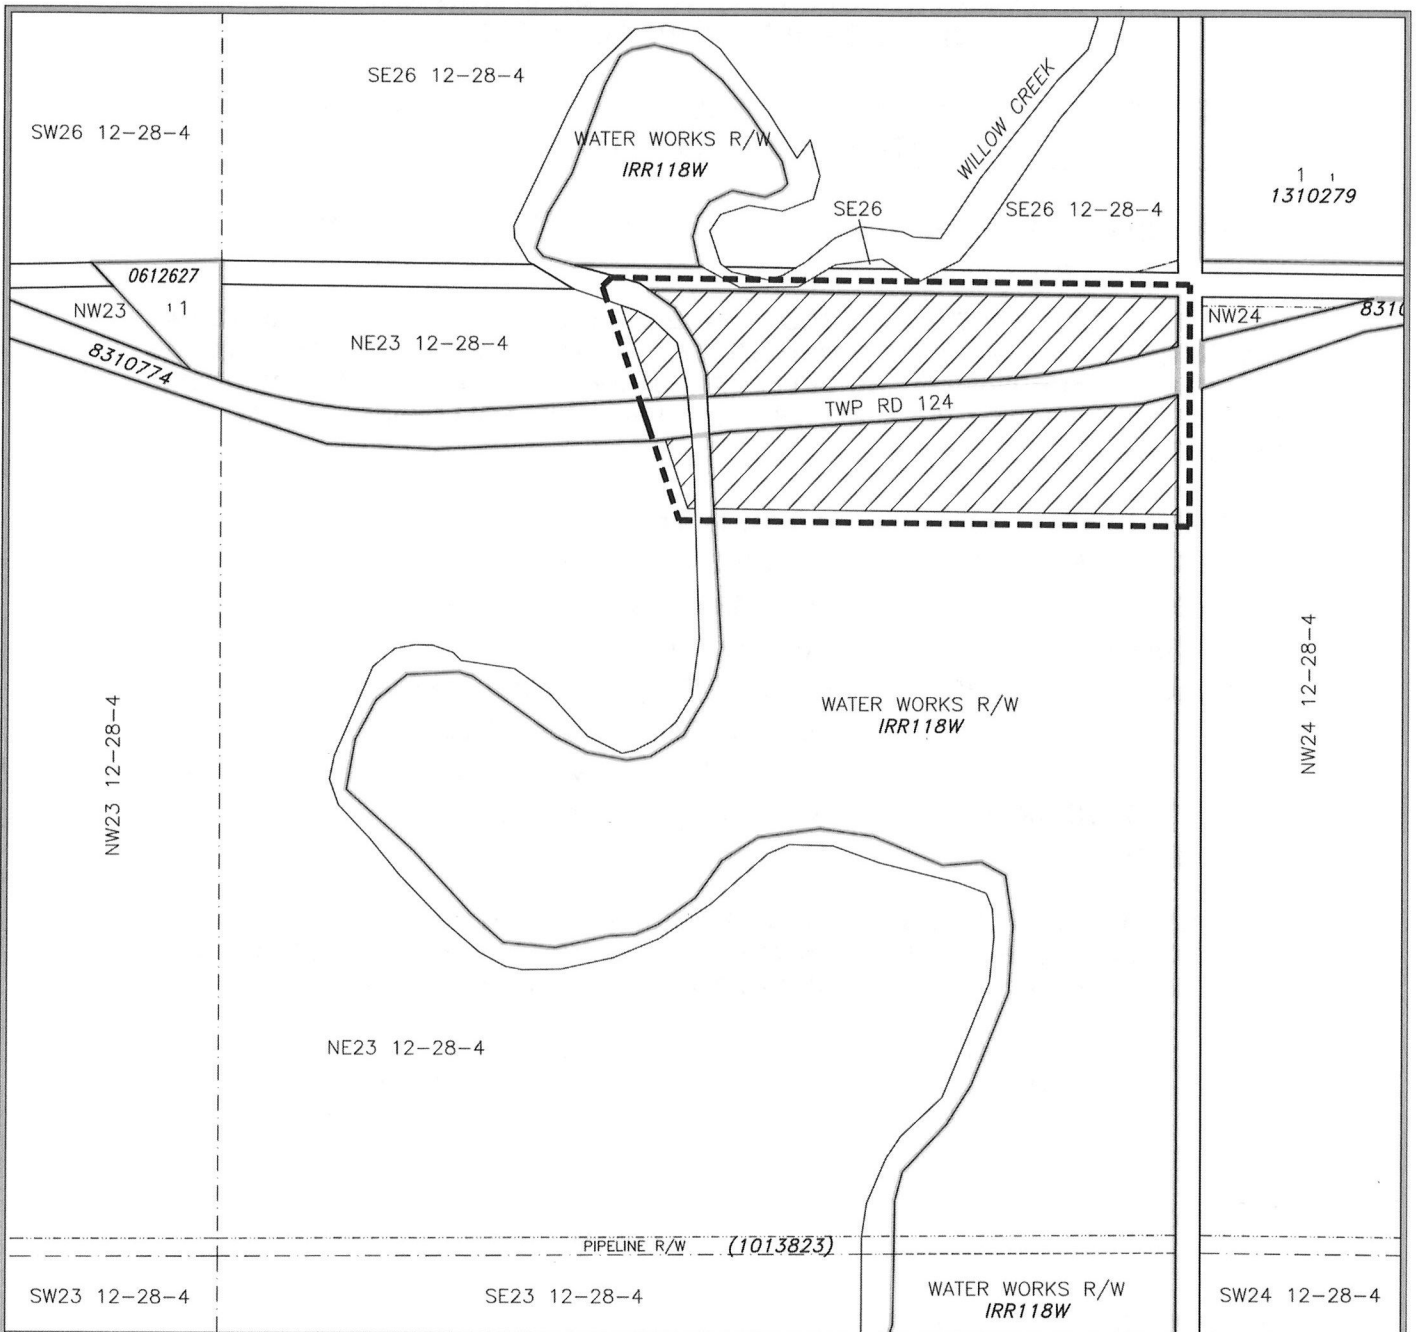 SE26 12-28-4
SW26 12-28-4
WATER WORKS R/W
IRR118W
WILLOW CREEK
1 1
1310279
SE26
SE26 12-28-4
0612627
1 1
NW23
NE23 12-28-4
8310774
TWP RD 124
NW24
8310
NW23 12-28-4
WATER WORKS R/W
IRR118W
NW24 12-28-4
NE23 12-28-4
PIPELINE R/W (1013823)
SW23 12-28-4
SE23 12-28-4
WATER WORKS R/W
IRR118W
SW24 12-28-4